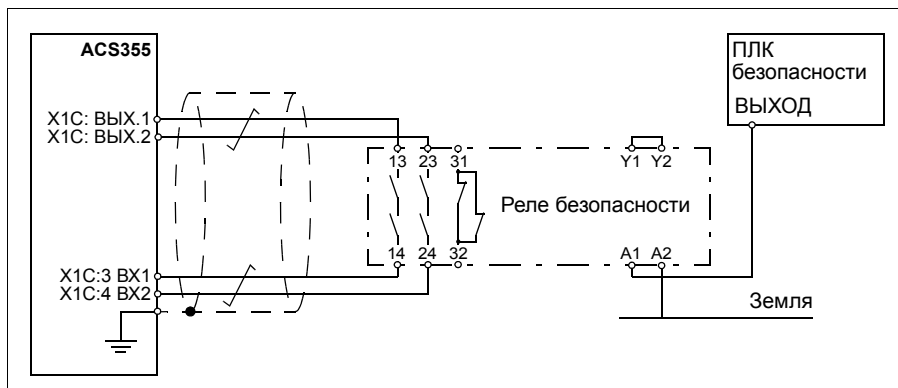 ACS355
ПЛК
безопасности
ВЫХОД
X1C: ВЫХ.1
X1C: ВЫХ.2
13 23 31 Y1 Y2
Реле безопасности
14 24 32 A1 A2
X1C:3 ВХ1
X1C:4 ВХ2
Земля